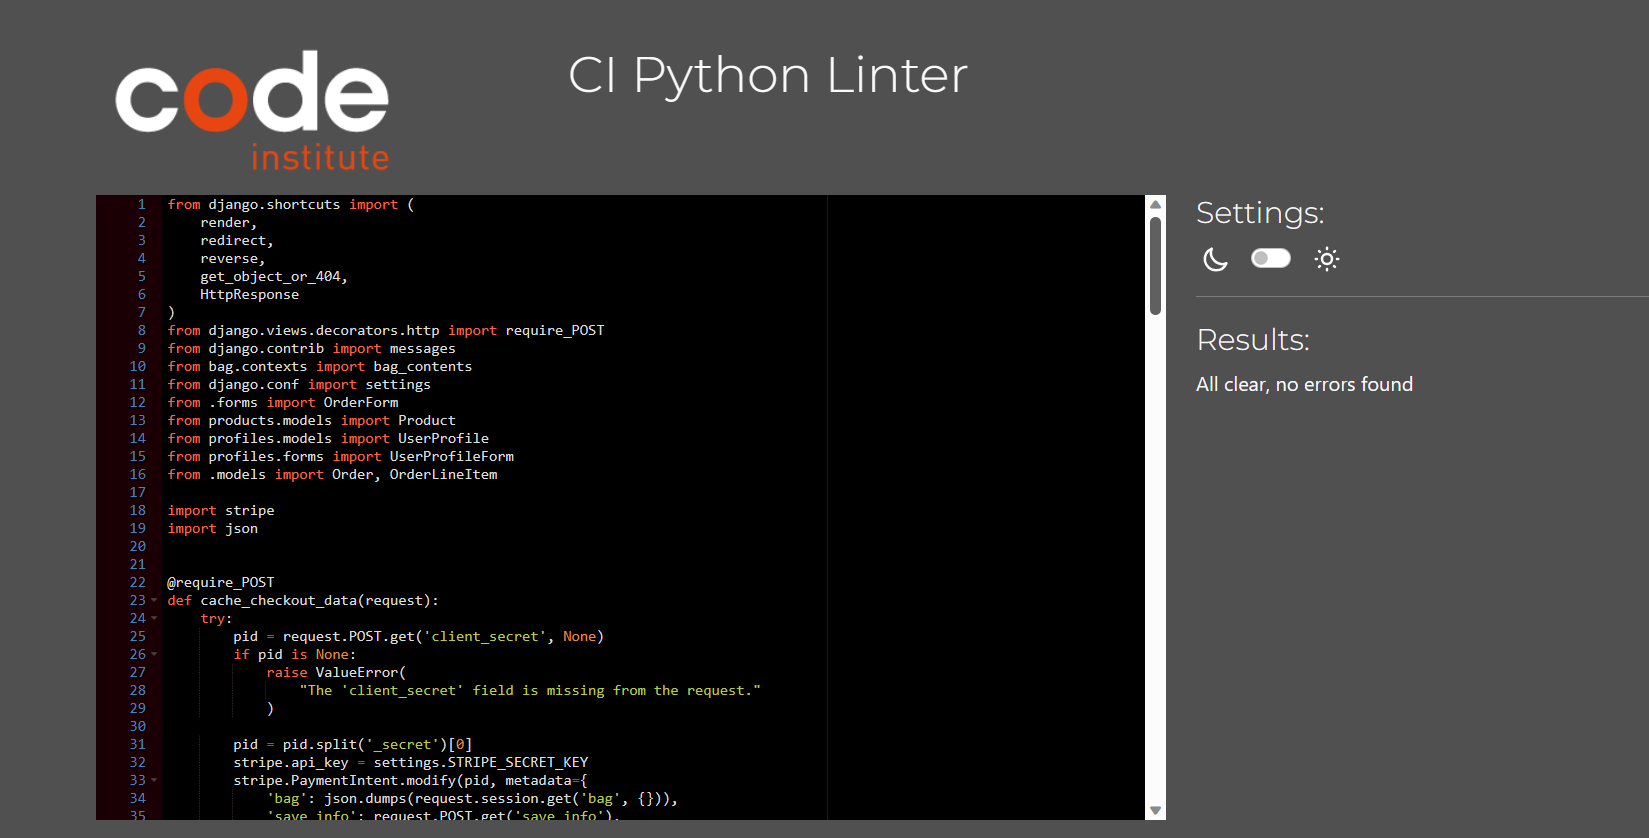 code
institute
CI Python Linter
1 from django.shortcuts import (
2     render,
3     redirect,
4     reverse,
5     get_object_or_404,
6     HttpResponse
7 )
8 from django.views.decorators.http import require_POST
9 from django.contrib import messages
10 from bag.contexts import bag_contents
11 from django.conf import settings
12 from .forms import OrderForm
13 from products.models import Product
14 from profiles.models import UserProfile
15 from profiles.forms import UserProfileForm
16 from .models import Order, OrderLineItem
17
18 import stripe
19 import json
20
21
22 @require_POST
23 def cache_checkout_data(request):
24     try:
25         pid = request.POST.get('client_secret', None)
26         if pid is None:
27             raise ValueError(
28                 "The 'client_secret' field is missing from the request."
29             )
30
31         pid = pid.split('_secret')[0]
32         stripe.api_key = settings.STRIPE_SECRET_KEY
33         stripe.PaymentIntent.modify(pid, metadata={
34             'bag': json.dumps(request.session.get('bag', {})),
35             'save_info': request.POST.get('save_info'),
Settings:
Results:
All clear, no errors found